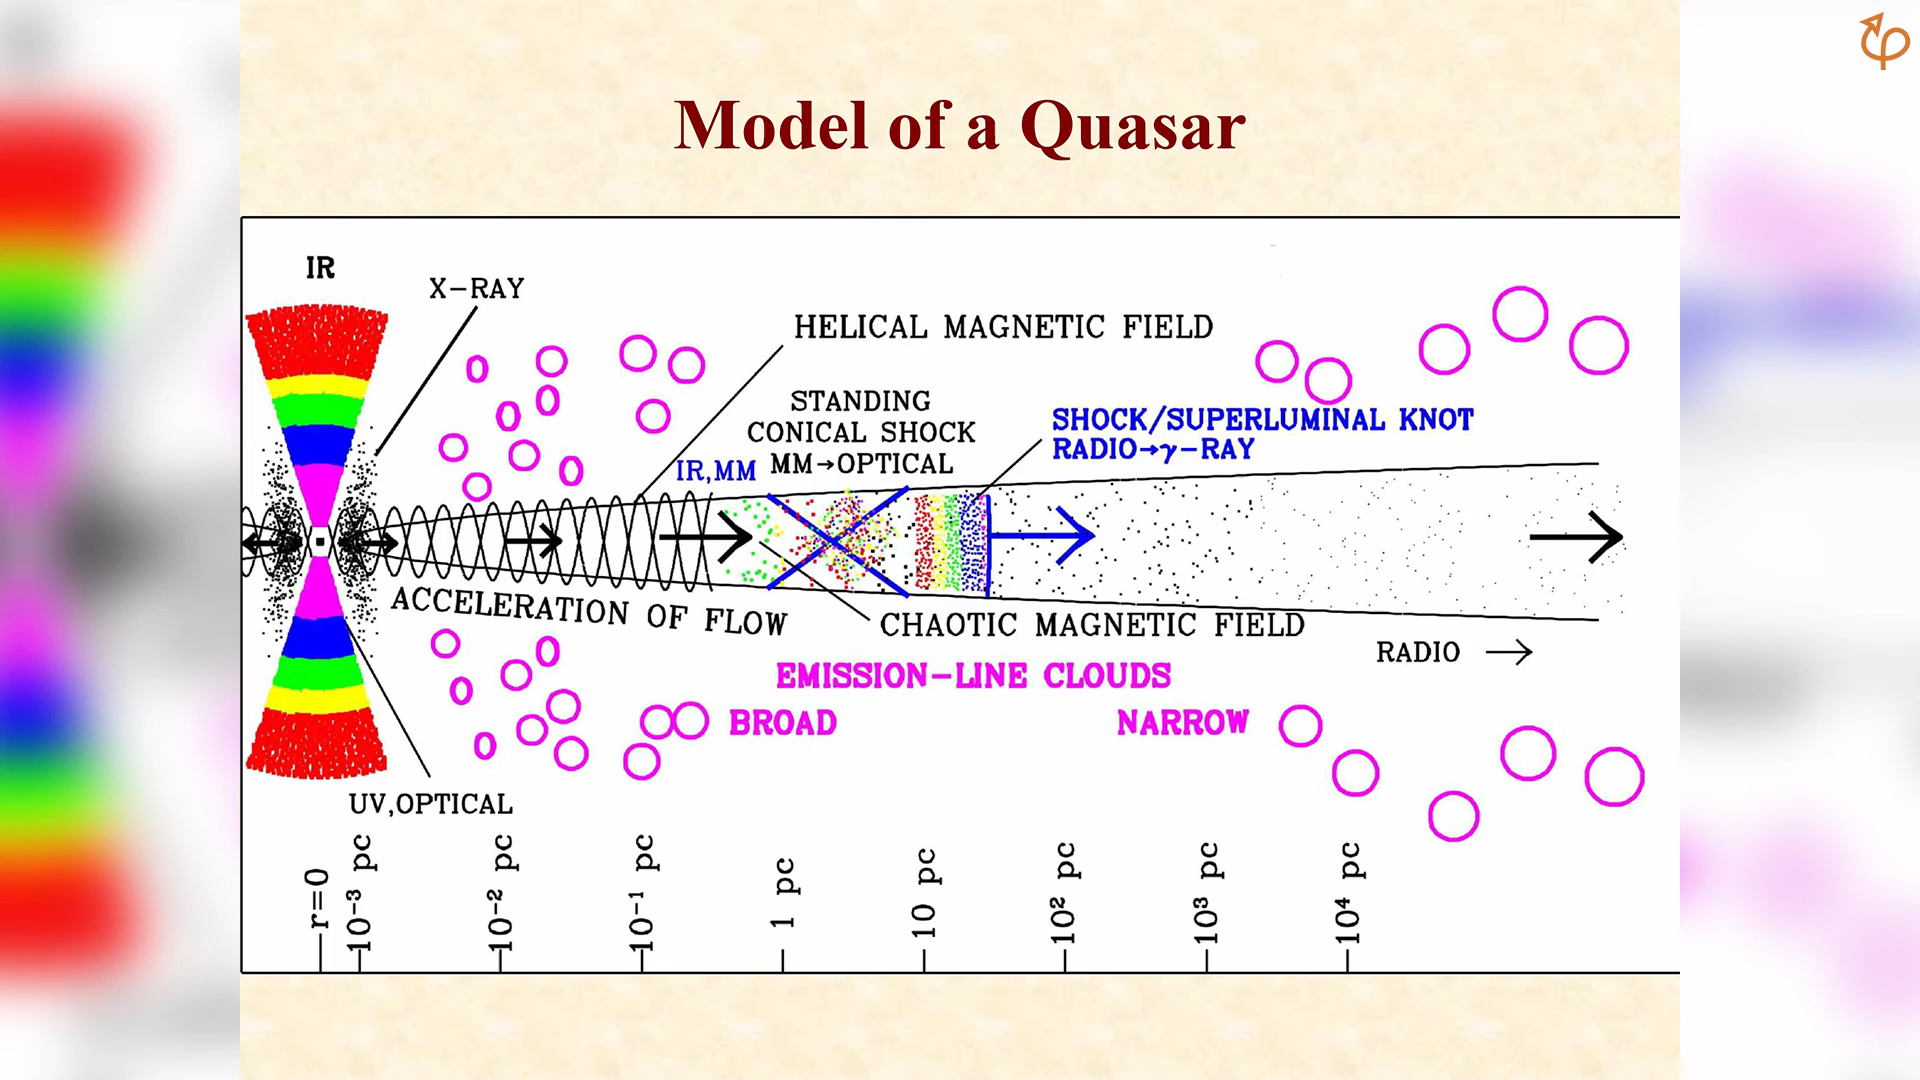 Model of a Quasar
IR
X-RAY
HELICAL MAGNETIC FIELD
STANDING
CONICAL SHOCK
MM→OPTICAL
IR,MM
SHOCK/SUPERLUMINAL KNOT
RADIO→γ-RAY
ACCELERATION OF FLOW
CHAOTIC MAGNETIC FIELD
RADIO →
EMISSION-LINE CLOUDS
BROAD
NARROW
UV,OPTICAL
r=0
10⁻³ pc
10⁻² pc
10⁻¹ pc
1 pc
10 pc
10² pc
10³ pc
10⁴ pc